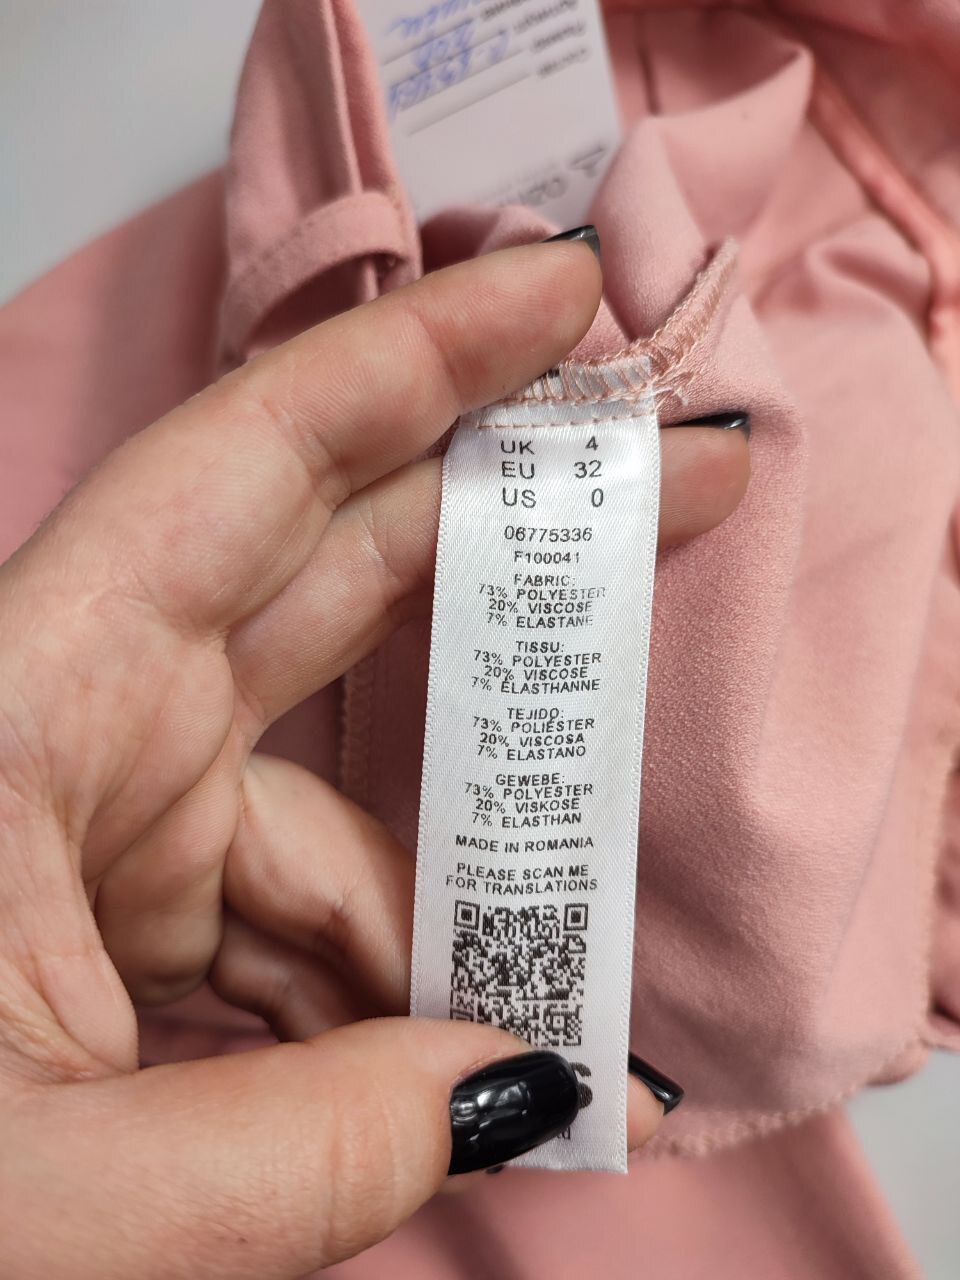 UK 4
EU 32
US 0
06775336
F100041
FABRIC:
73% POLYESTER
20% VISCOSE
7% ELASTANE
TISSU:
73% POLYESTER
20% VISCOSE
7% ÉLASTHANNE
TEJIDO:
73% POLIÉSTER
20% VISCOSA
7% ELASTANO
GEWEBE:
73% POLYESTER
20% VISKOSE
7% ELASTHAN
MADE IN ROMANIA
PLEASE SCAN ME
FOR TRANSLATIONS